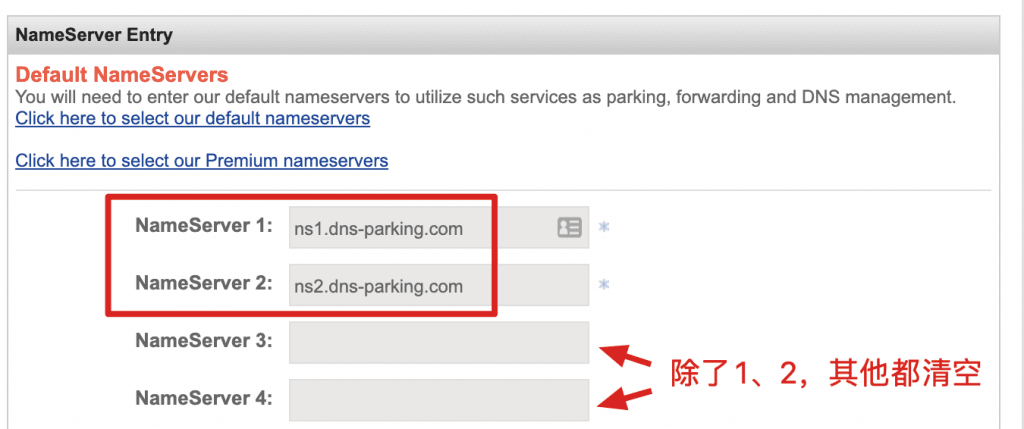 NameServer Entry
Default NameServers
You will need to enter our default nameservers to utilize such services as parking, forwarding and DNS management.
Click here to select our default nameservers
Click here to select our Premium nameservers
NameServer 1: ns1.dns-parking.com *
NameServer 2: ns2.dns-parking.com *
NameServer 3:
除了1、2，其他都清空
NameServer 4: